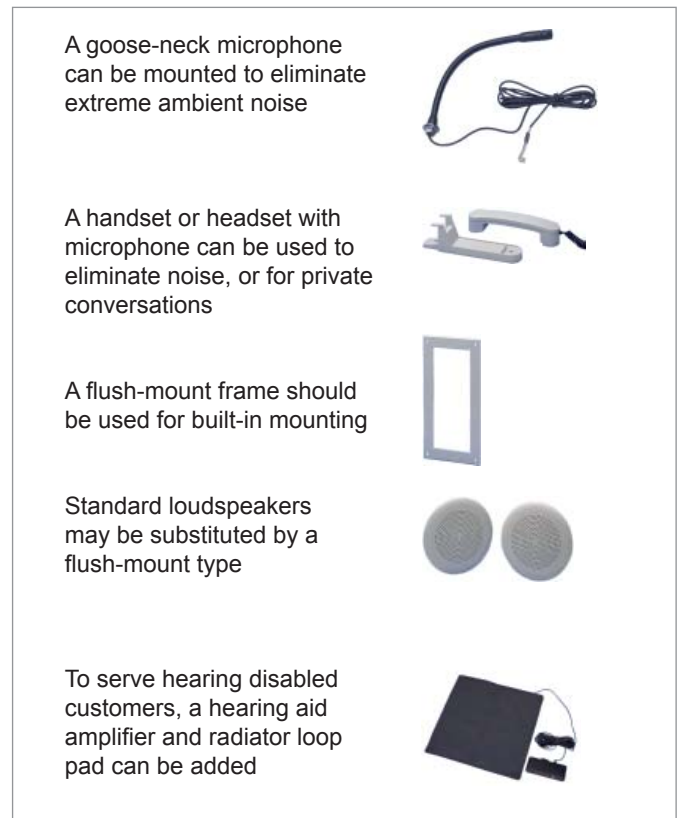 A goose-neck microphone
can be mounted to eliminate
extreme ambient noise
A handset or headset with
microphone can be used to
eliminate noise, or for private
conversations
A flush-mount frame should
be used for built-in mounting
Standard loudspeakers
may be substituted by a
flush-mount type
To serve hearing disabled
customers, a hearing aid
amplifier and radiator loop
pad can be added